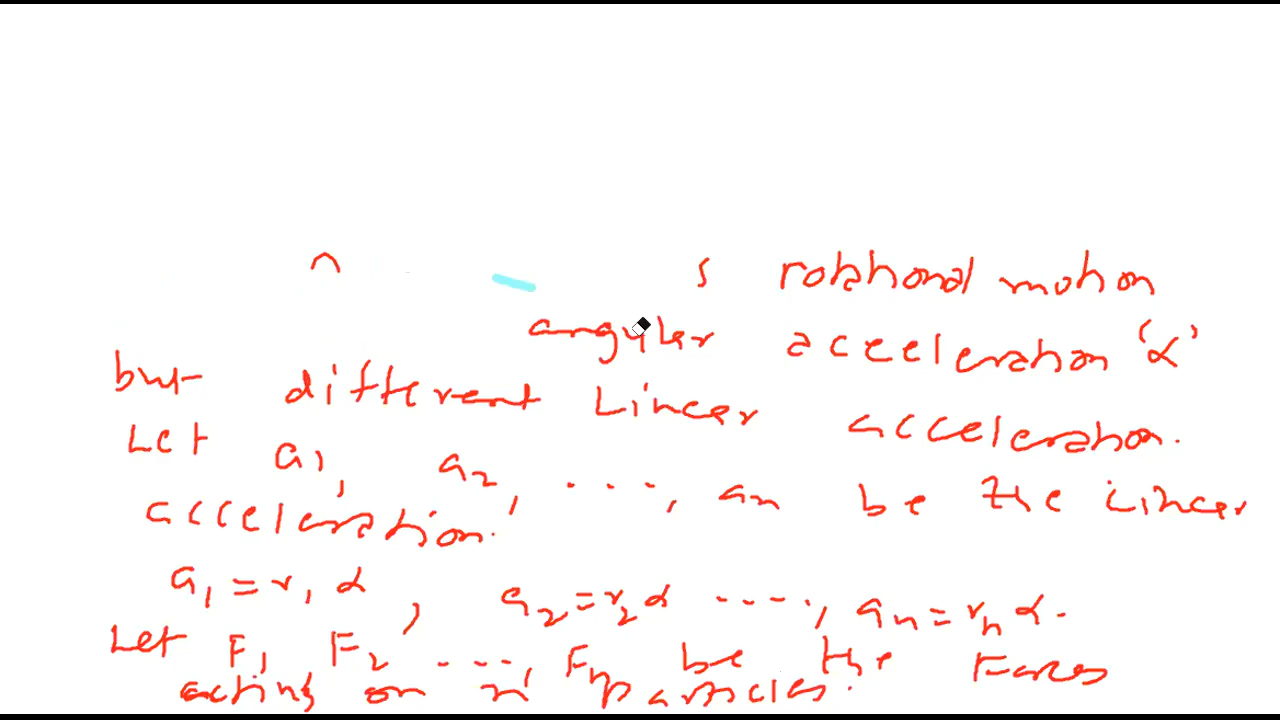 s rotational motion
angular acceleration 'α'
but different Linear acceleration.
Let a1, a2, ...., an be the Linear
acceleration.
a1 = r1 α, a2 = r2 α ....., an = rn α.
Let F1, F2 ...., Fn be the Forces
acting on 'n' particles.